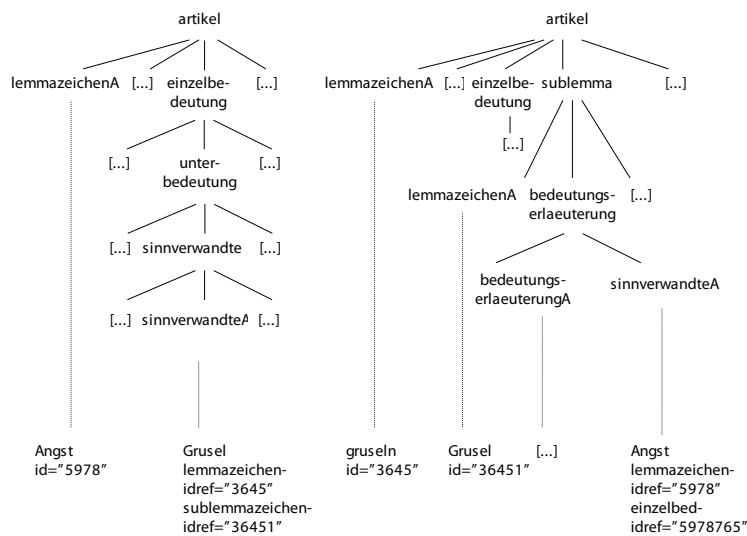 artikel
artikel
lemmazeichenA [...] einzelbe-
deutung [...]
lemmazeichenA [...] einzelbe-
deutung sublemma [...]
[...]
[...] unter-
bedeutung [...]
lemmazeichenA bedeutungs-
erlaeuterung [...]
[...] sinnverwandte [...]
bedeutungs-
erlaeuterungA sinnverwandteA
[...] sinnverwandteA [...]
Angst
id="5978"
Grusel
lemmazeichen-
idref="3645"
sublemmazeichen-
idref="36451"
gruseln
id="3645"
Grusel
id="36451"
[...]
Angst
lemmazeichen-
idref="5978"
einzelbed-
idref="5978765"